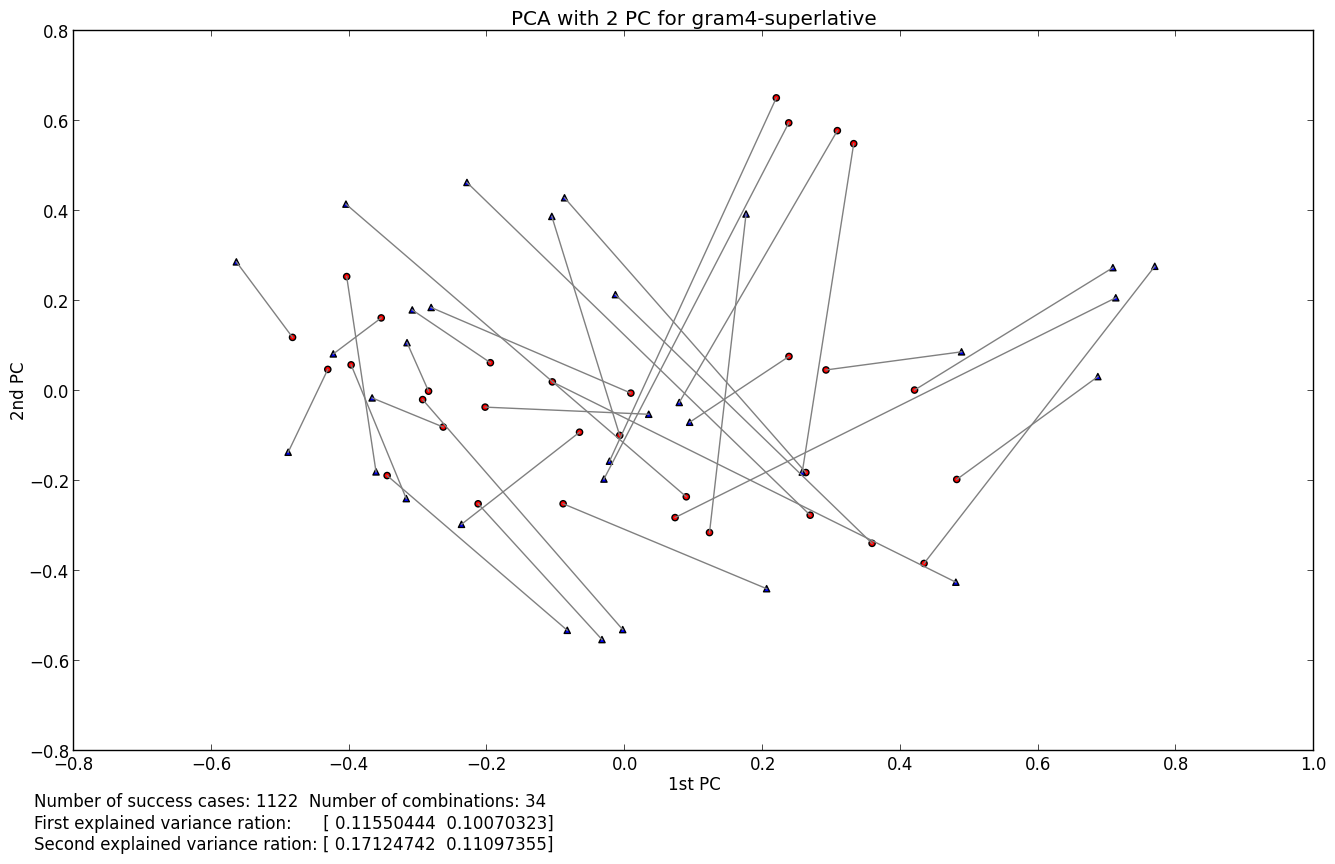 PCA with 2 PC for gram4-superlative
0.8
0.6
0.4
0.2
0.0
−0.2
−0.4
−0.6
−0.8
2nd PC
−0.8 −0.6 −0.4 −0.2 0.0 0.2 0.4 0.6 0.8 1.0
1st PC
Number of success cases: 1122 Number of combinations: 34
First explained variance ration: [ 0.11550444 0.10070323]
Second explained variance ration: [ 0.17124742 0.11097355]